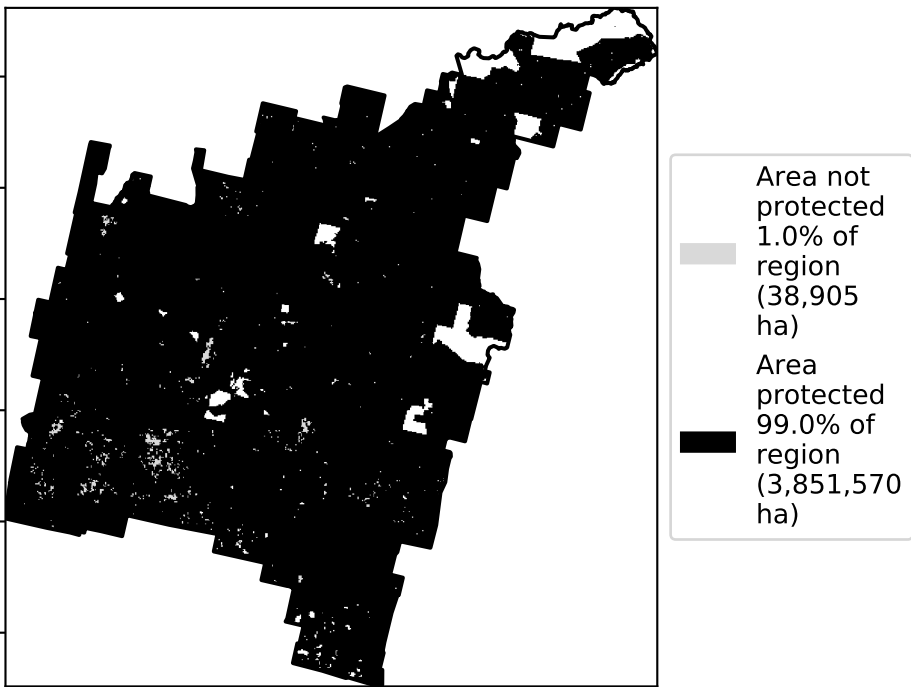 Area not
protected
1.0% of
region
(38,905
ha)
Area
protected
99.0% of
region
(3,851,570
ha)